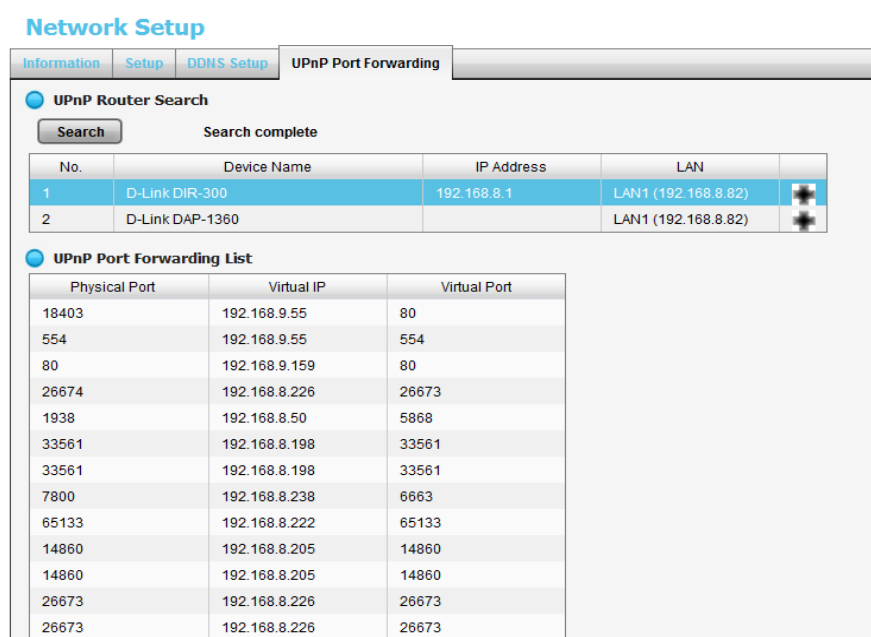 Network Setup
Information Setup DDNS Setup UPnP Port Forwarding
UPnP Router Search
Search Search complete
No. Device Name IP Address LAN
1 D-Link DIR-300 192.168.8.1 LAN1 (192.168.8.82)
2 D-Link DAP-1360 LAN1 (192.168.8.82)
UPnP Port Forwarding List
Physical Port Virtual IP Virtual Port
18403 192.168.9.55 80
554 192.168.9.55 554
80 192.168.9.159 80
26674 192.168.8.226 26673
1938 192.168.8.50 5868
33561 192.168.8.198 33561
33561 192.168.8.198 33561
7800 192.168.8.238 6663
65133 192.168.8.222 65133
14860 192.168.8.205 14860
14860 192.168.8.205 14860
26673 192.168.8.226 26673
26673 192.168.8.226 26673